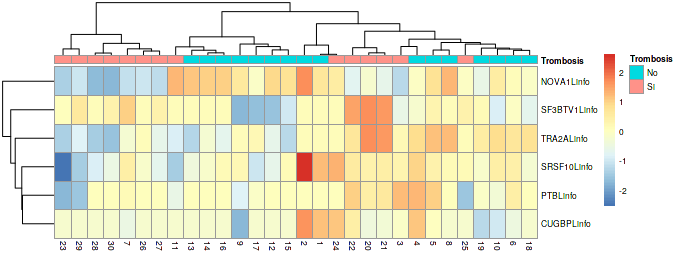 Trombosis
Trombosis
No
SI
NOVA1Linfo
SF3BTV1Linfo
TRA2ALinfo
SRSF10Linfo
PTBLinfo
CUGBPLinfo
2
1
0
-1
-2
23 29 28 30 7 26 27 11 13 14 16 9 17 12 15 2 1 24 22 20 21 3 4 5 8 25 19 10 6 18